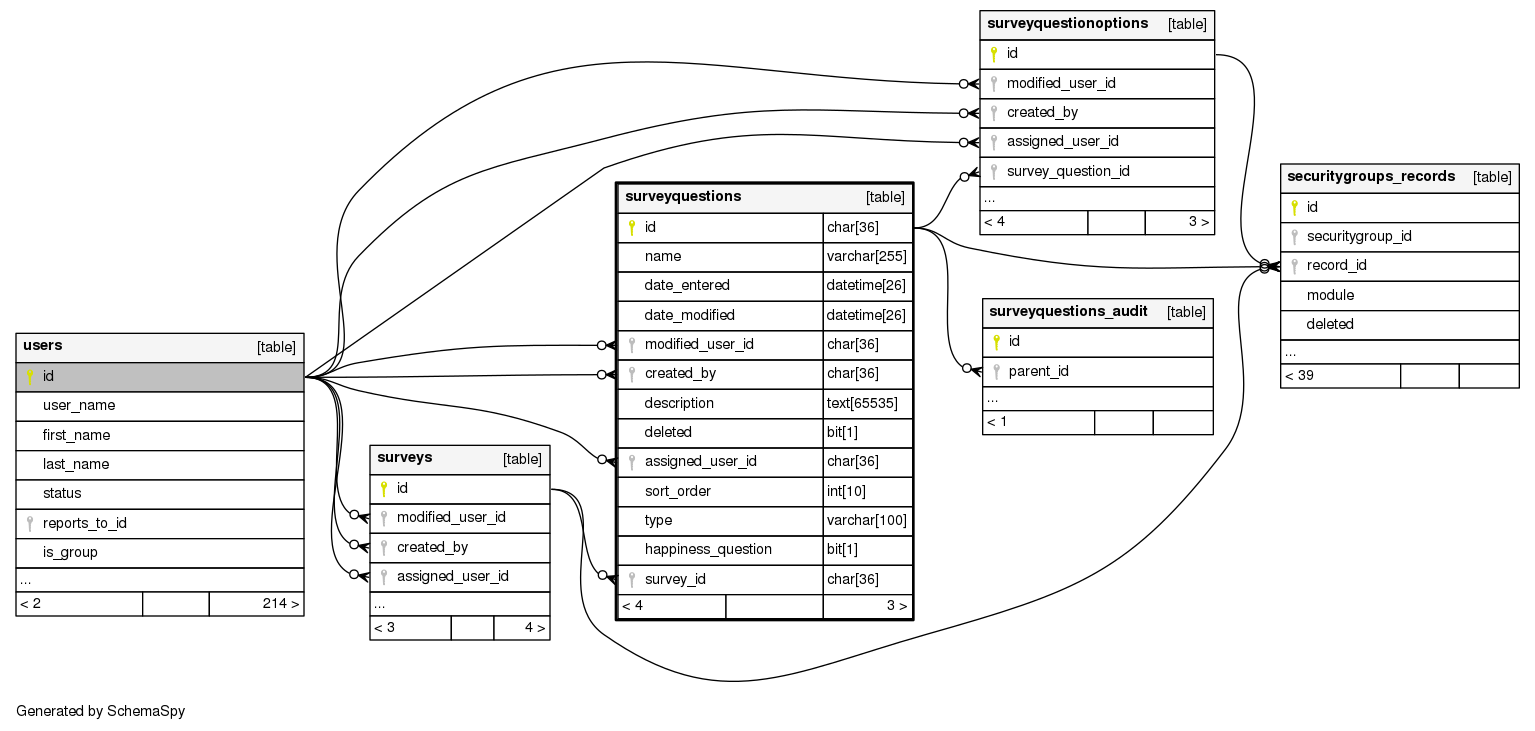 surveyquestionoptions [table]
id
modified_user_id
created_by
assigned_user_id
survey_question_id
...
< 4 3 >
securitygroups_records [table]
id
securitygroup_id
record_id
module
deleted
...
< 39
surveyquestions [table]
id char[36]
name varchar[255]
date_entered datetime[26]
date_modified datetime[26]
modified_user_id char[36]
created_by char[36]
description text[65535]
deleted bit[1]
assigned_user_id char[36]
sort_order int[10]
type varchar[100]
happiness_question bit[1]
survey_id char[36]
< 4 3 >
surveyquestions_audit [table]
id
parent_id
...
< 1
users [table]
id
user_name
first_name
last_name
status
reports_to_id
is_group
...
< 2 214 >
surveys [table]
id
modified_user_id
created_by
assigned_user_id
...
< 3 4 >
Generated by SchemaSpy